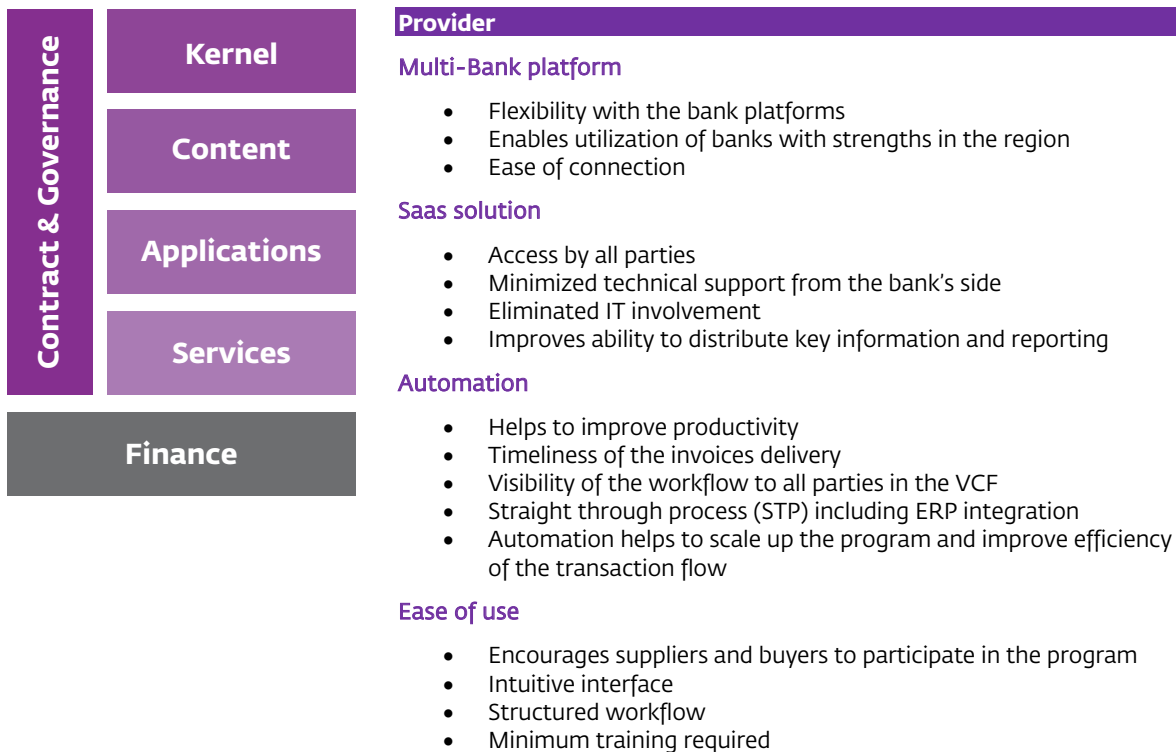 Contract & Governance
Kernel
Content
Applications
Services
Finance
Provider
Multi-Bank platform
• Flexibility with the bank platforms
• Enables utilization of banks with strengths in the region
• Ease of connection
Saas solution
• Access by all parties
• Minimized technical support from the bank's side
• Eliminated IT involvement
• Improves ability to distribute key information and reporting
Automation
• Helps to improve productivity
• Timeliness of the invoices delivery
• Visibility of the workflow to all parties in the VCF
• Straight through process (STP) including ERP integration
• Automation helps to scale up the program and improve efficiency
of the transaction flow
Ease of use
• Encourages suppliers and buyers to participate in the program
• Intuitive interface
• Structured workflow
• Minimum training required